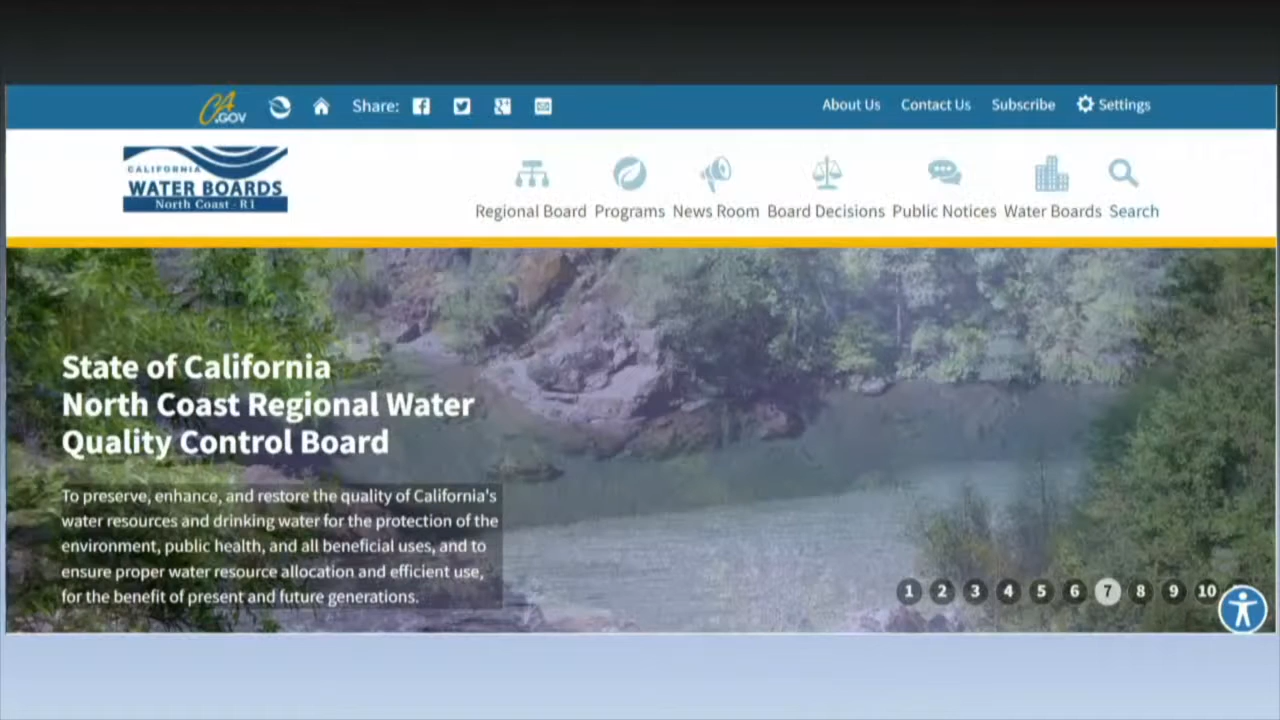 CA.GOV
Share:
About Us Contact Us Subscribe Settings
CALIFORNIA
WATER BOARDS
North Coast - R1
Regional Board Programs News Room Board Decisions Public Notices Water Boards Search
State of California
North Coast Regional Water
Quality Control Board
To preserve, enhance, and restore the quality of California's
water resources and drinking water for the protection of the
environment, public health, and all beneficial uses, and to
ensure proper water resource allocation and efficient use,
for the benefit of present and future generations.
1 2 3 4 5 6 7 8 9 10